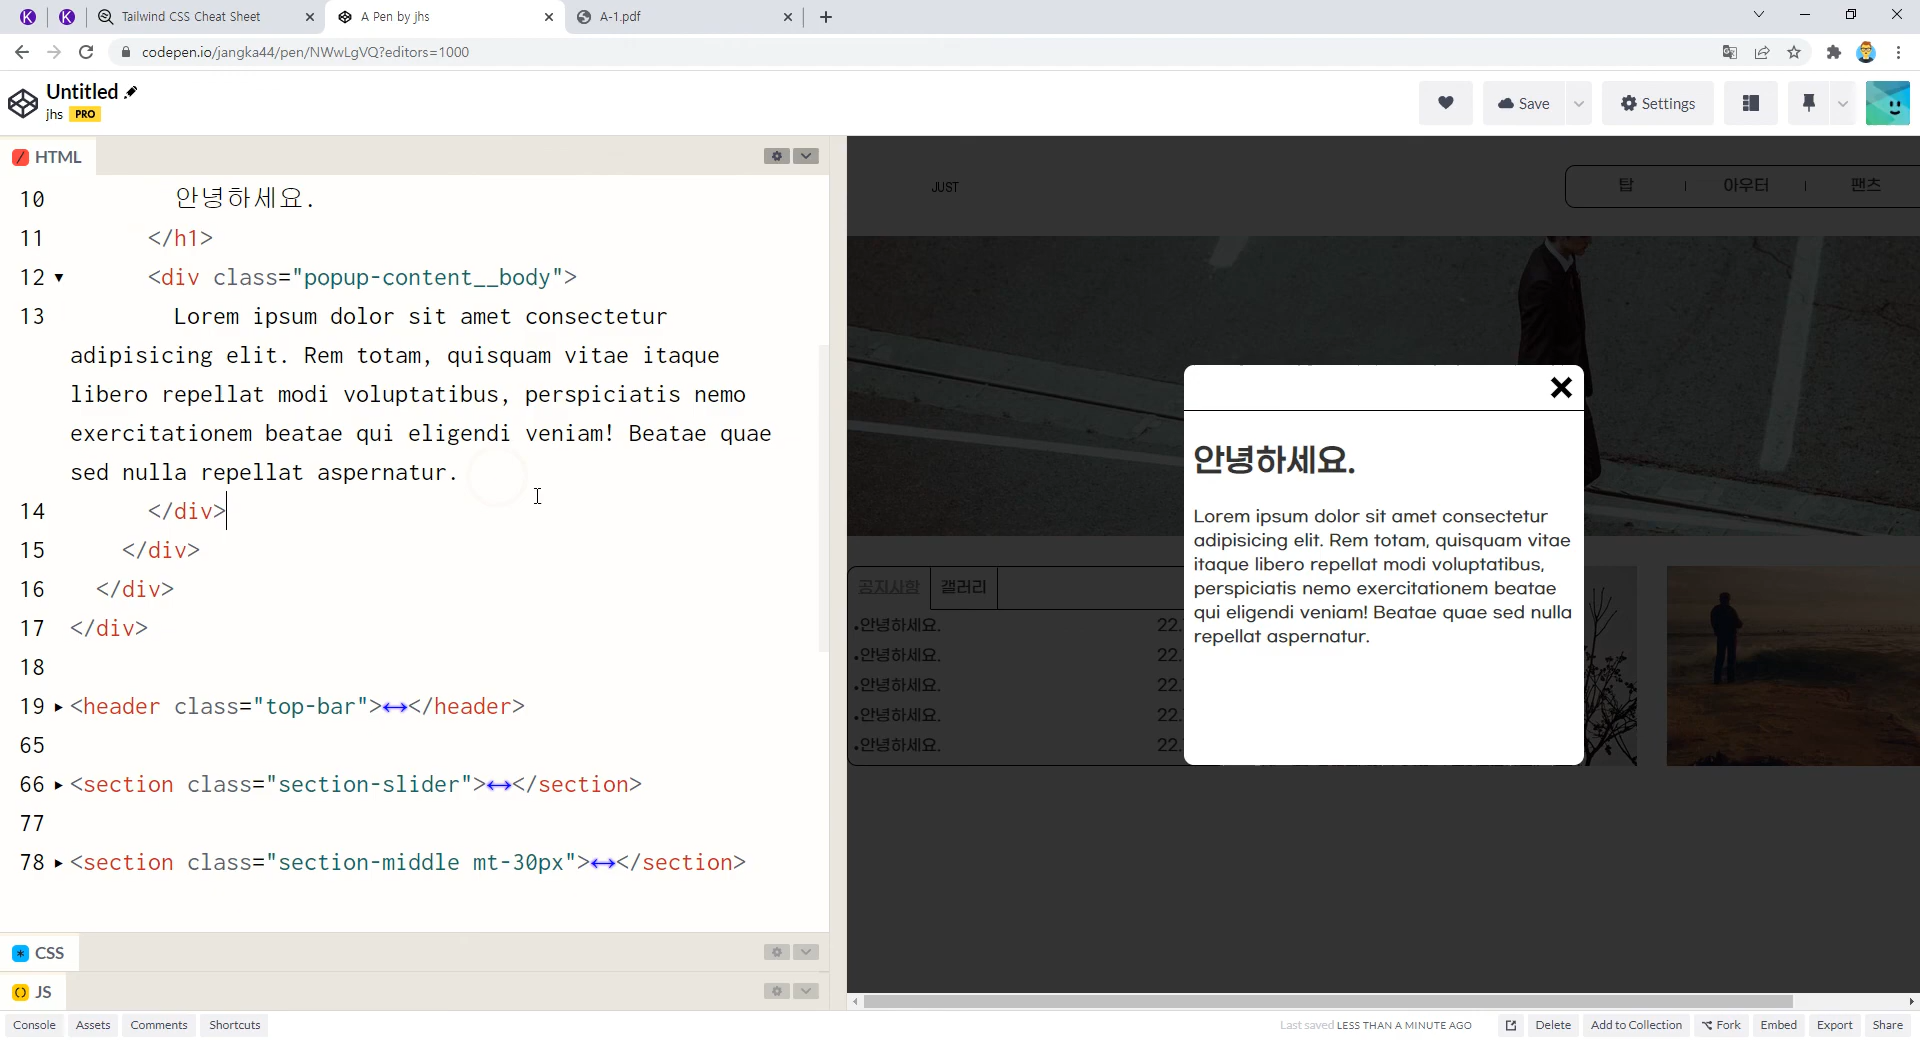 Tailwind CSS Cheat Sheet
A Pen by jhs
A-1.pdf
codepen.io/jangka44/pen/NWwLgVQ?editors=1000
Untitled
jhs PRO
Save
Settings
HTML
10 안녕하세요.
11 </h1>
12 <div class="popup-content__body">
13 Lorem ipsum dolor sit amet consectetur
adipisicing elit. Rem totam, quisquam vitae itaque
libero repellat modi voluptatibus, perspiciatis nemo
exercitationem beatae qui eligendi veniam! Beatae quae
sed nulla repellat aspernatur.
14 </div>
15 </div>
16 </div>
17 </div>
18
19 <header class="top-bar">↔</header>
65
66 <section class="section-slider">↔</section>
77
78 <section class="section-middle mt-30px">↔</section>
CSS
JS
JUST
탑 아우터 팬츠
안녕하세요.
Lorem ipsum dolor sit amet consectetur
adipisicing elit. Rem totam, quisquam vitae
itaque libero repellat modi voluptatibus,
perspiciatis nemo exercitationem beatae
qui eligendi veniam! Beatae quae sed nulla
repellat aspernatur.
공지사항 갤러리
•안녕하세요. 22.
•안녕하세요. 22.
•안녕하세요. 22.
•안녕하세요. 22.
•안녕하세요. 22.
Console Assets Comments Shortcuts
Last saved LESS THAN A MINUTE AGO
Delete Add to Collection Fork Embed Export Share